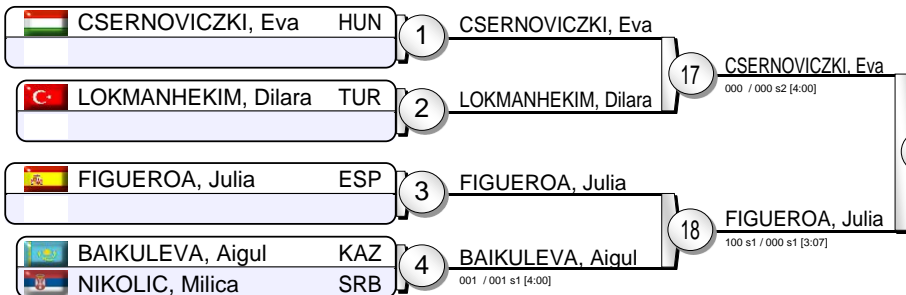 CSERNOVICZKI, Eva HUN
1
CSERNOVICZKI, Eva
17
CSERNOVICZKI, Eva
000 / 000 s2 [4:00]
LOKMANHEKIM, Dilara TUR
2
LOKMANHEKIM, Dilara
FIGUEROA, Julia ESP
3
FIGUEROA, Julia
18
FIGUEROA, Julia
100 s1 / 000 s1 [3:07]
BAIKULEVA, Aigul KAZ
NIKOLIC, Milica SRB
4
BAIKULEVA, Aigul
001 / 001 s1 [4:00]